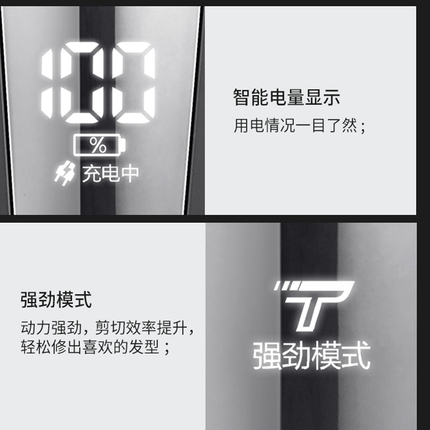 100
%
充电中
智能电量显示
用电情况一目了然；
强劲模式
动力强劲，剪切效率提升，
轻松修出喜欢的发型；
T
强劲模式